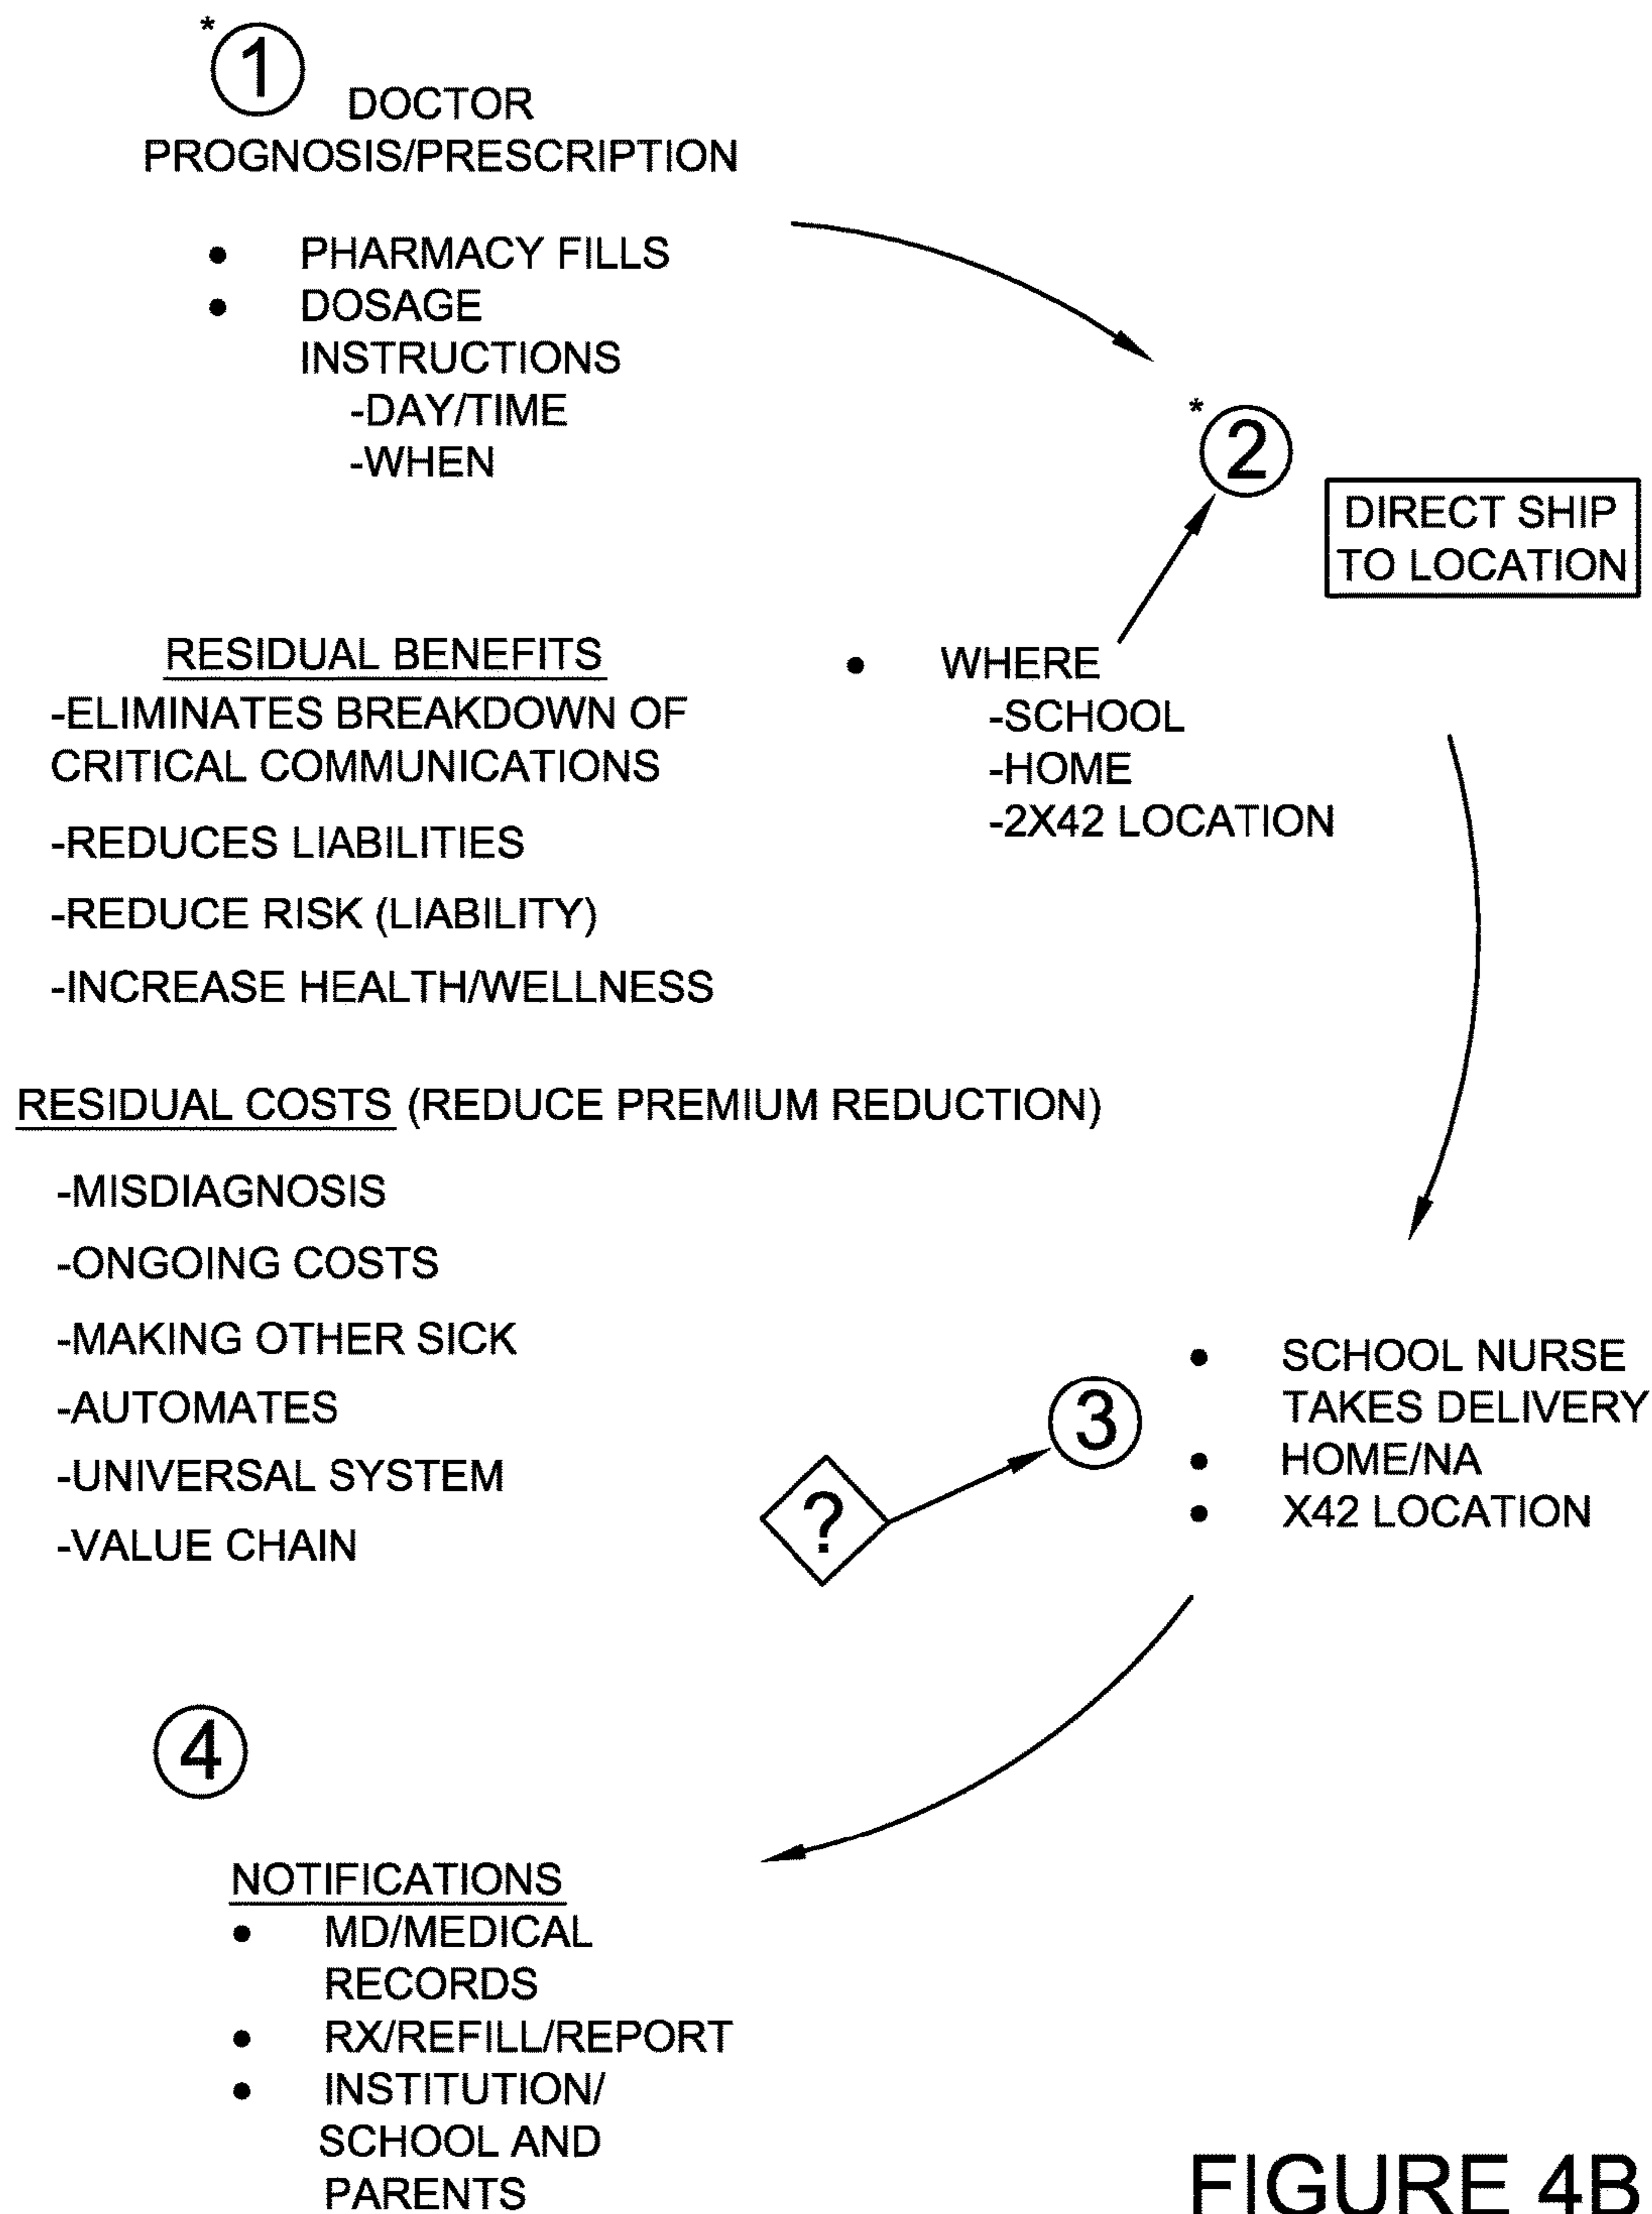 *
1
DOCTOR
PROGNOSIS/PRESCRIPTION
• PHARMACY FILLS
• DOSAGE
INSTRUCTIONS
-DAY/TIME
-WHEN
*
2
DIRECT SHIP
TO LOCATION
• WHERE
-SCHOOL
-HOME
-2X42 LOCATION
RESIDUAL BENEFITS
-ELIMINATES BREAKDOWN OF
CRITICAL COMMUNICATIONS
-REDUCES LIABILITIES
-REDUCE RISK (LIABILITY)
-INCREASE HEALTH/WELLNESS
RESIDUAL COSTS (REDUCE PREMIUM REDUCTION)
-MISDIAGNOSIS
-ONGOING COSTS
-MAKING OTHER SICK
-AUTOMATES
-UNIVERSAL SYSTEM
-VALUE CHAIN
?
3
• SCHOOL NURSE
TAKES DELIVERY
• HOME/NA
• X42 LOCATION
4
NOTIFICATIONS
• MD/MEDICAL
RECORDS
• RX/REFILL/REPORT
• INSTITUTION/
SCHOOL AND
PARENTS
FIGURE 4B